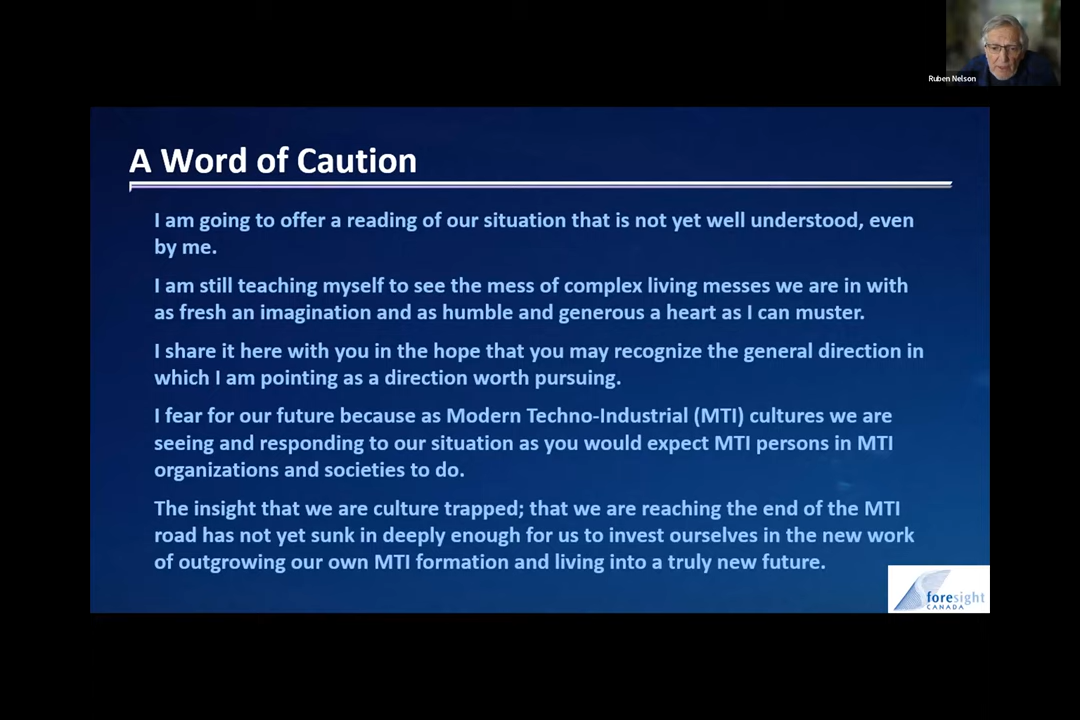 Ruben Nelson
A Word of Caution
I am going to offer a reading of our situation that is not yet well understood, even
by me.
I am still teaching myself to see the mess of complex living messes we are in with
as fresh an imagination and as humble and generous a heart as I can muster.
I share it here with you in the hope that you may recognize the general direction in
which I am pointing as a direction worth pursuing.
I fear for our future because as Modern Techno-Industrial (MTI) cultures we are
seeing and responding to our situation as you would expect MTI persons in MTI
organizations and societies to do.
The insight that we are culture trapped; that we are reaching the end of the MTI
road has not yet sunk in deeply enough for us to invest ourselves in the new work
of outgrowing our own MTI formation and living into a truly new future.
foresight
CANADA